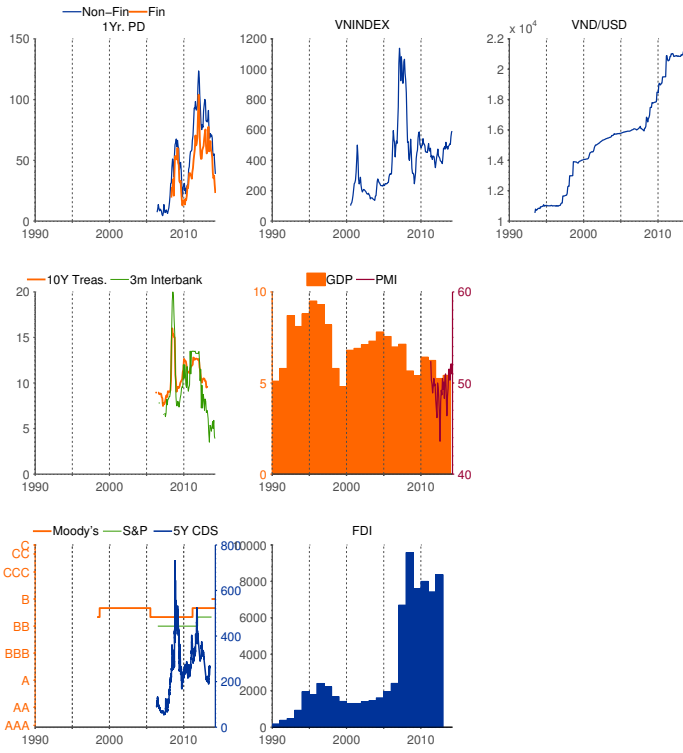 Non-Fin Fin
1Yr. PD
150
100
50
0
1990 2000 2010
VNINDEX
1200
1000
800
600
400
200
0
1990 2000 2010
VND/USD
2.2 x 10⁴
2
1.8
1.6
1.4
1.2
1
1990 2000 2010
10Y Treas. 3m Interbank
20
15
10
5
0
1990 2000 2010
GDP PMI
10 60
5 50
0 40
1990 2000 2010
Moody's S&P 5Y CDS
C 800
CC
CCC 600
B
BB 400
BBB
A 200
AA
AAA 0
1990 2000 2010
FDI
10000
8000
6000
4000
2000
0
1990 2000 2010